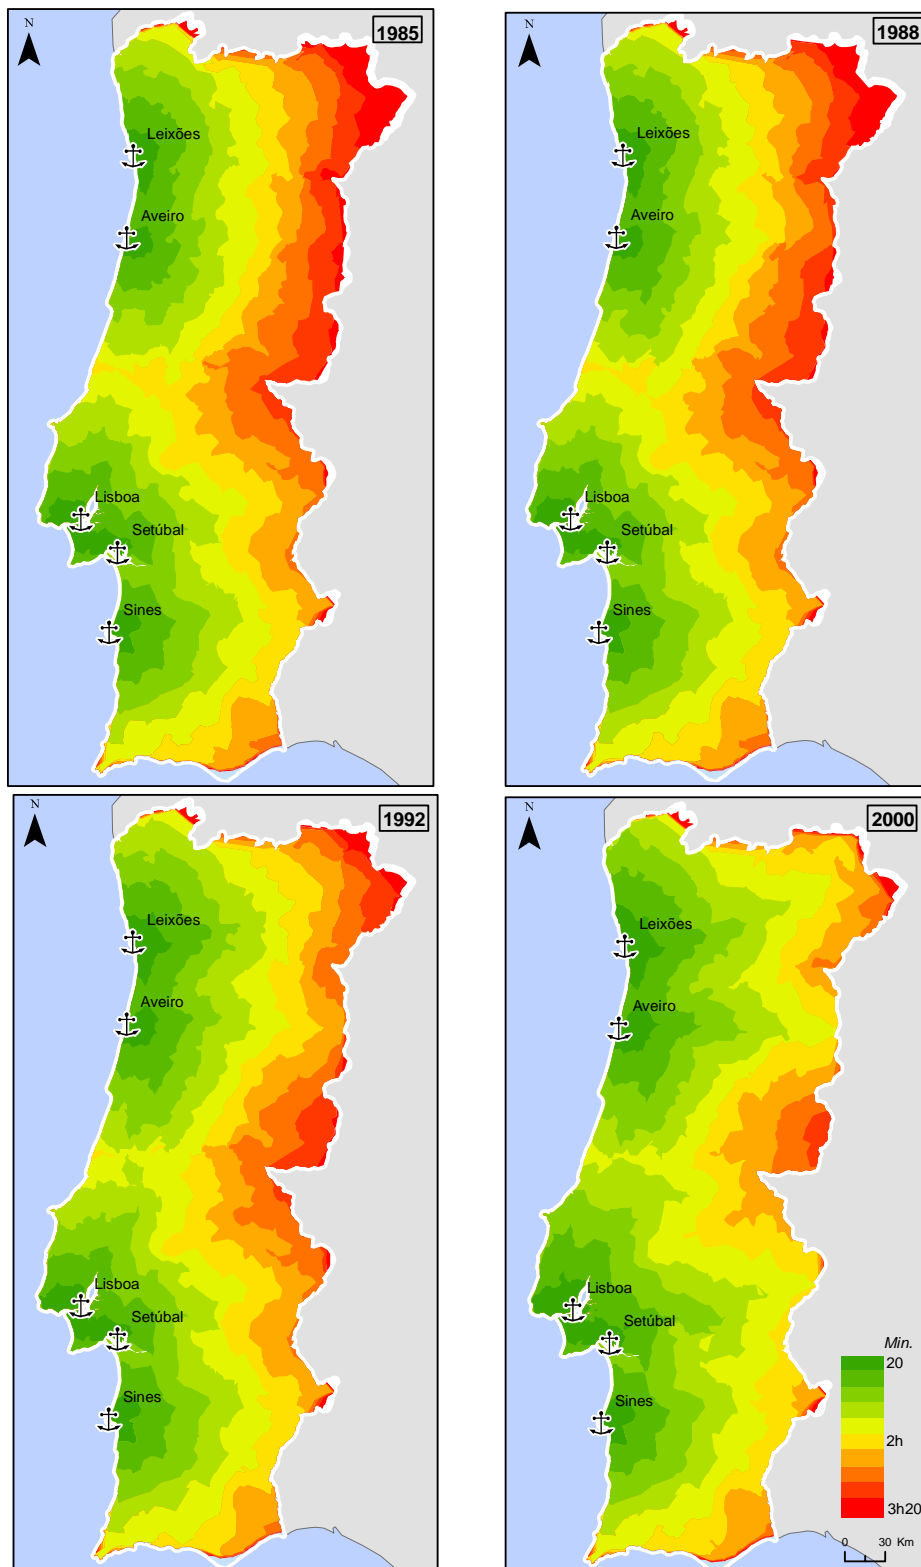 N
1985
Leixões
Aveiro
Lisboa
Setúbal
Sines
N
1988
Leixões
Aveiro
Lisboa
Setúbal
Sines
N
1992
Leixões
Aveiro
Lisboa
Setúbal
Sines
N
2000
Leixões
Aveiro
Lisboa
Setúbal
Sines
Min.
20
2h
3h20
0 30 Km